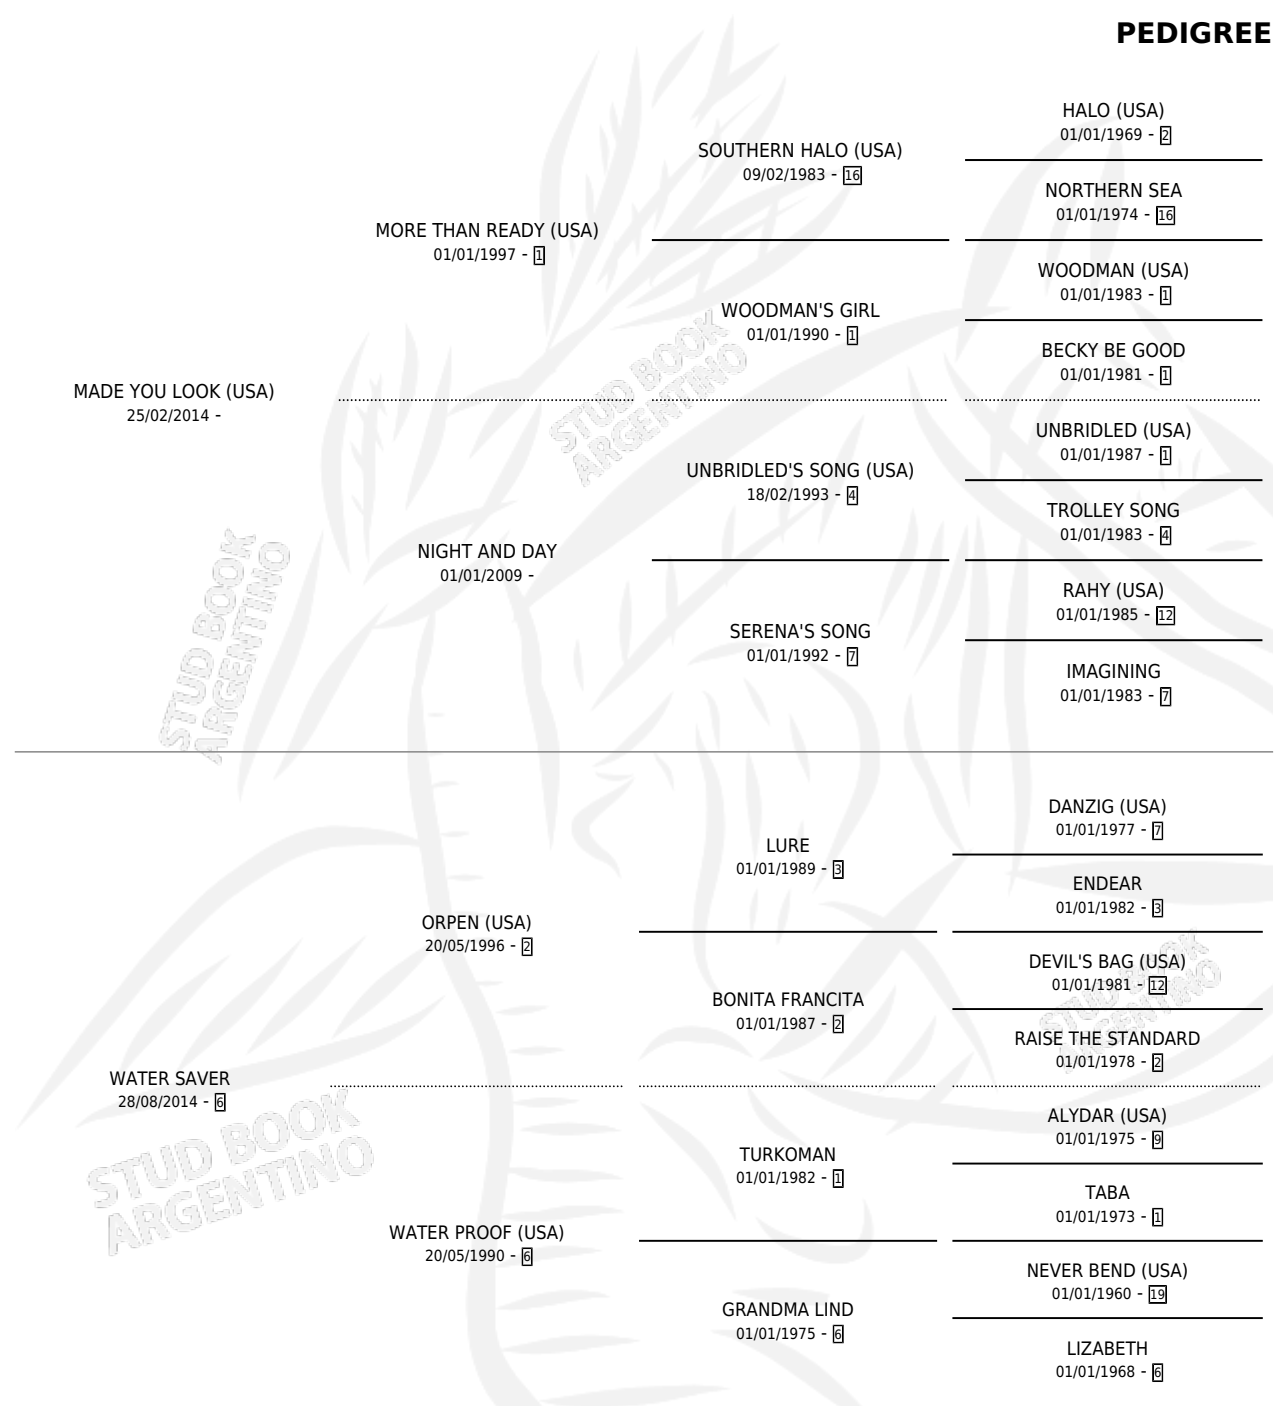 PEDIGREE
HALO (USA)
01/01/1969 - 2
SOUTHERN HALO (USA)
09/02/1983 - 16
NORTHERN SEA
01/01/1974 - 16
MORE THAN READY (USA)
01/01/1997 - 1
WOODMAN (USA)
01/01/1983 - 1
WOODMAN'S GIRL
01/01/1990 - 1
BECKY BE GOOD
01/01/1981 - 1
MADE YOU LOOK (USA)
25/02/2014 -
UNBRIDLED (USA)
01/01/1987 - 1
UNBRIDLED'S SONG (USA)
18/02/1993 - 4
TROLLEY SONG
01/01/1983 - 4
NIGHT AND DAY
01/01/2009 -
RAHY (USA)
01/01/1985 - 12
SERENA'S SONG
01/01/1992 - 7
IMAGINING
01/01/1983 - 7
DANZIG (USA)
01/01/1977 - 7
LURE
01/01/1989 - 3
ENDEAR
01/01/1982 - 3
ORPEN (USA)
20/05/1996 - 2
DEVIL'S BAG (USA)
01/01/1981 - 12
BONITA FRANCITA
01/01/1987 - 2
RAISE THE STANDARD
01/01/1978 - 2
WATER SAVER
28/08/2014 - 6
ALYDAR (USA)
01/01/1975 - 9
TURKOMAN
01/01/1982 - 1
TABA
01/01/1973 - 1
WATER PROOF (USA)
20/05/1990 - 6
NEVER BEND (USA)
01/01/1960 - 19
GRANDMA LIND
01/01/1975 - 6
LIZABETH
01/01/1968 - 6
STUD BOOK
ARGENTINO
STUD BOOK
ARGENTINO
STUD BOOK
ARGENTINO
STUD BOOK
ARGENTINO